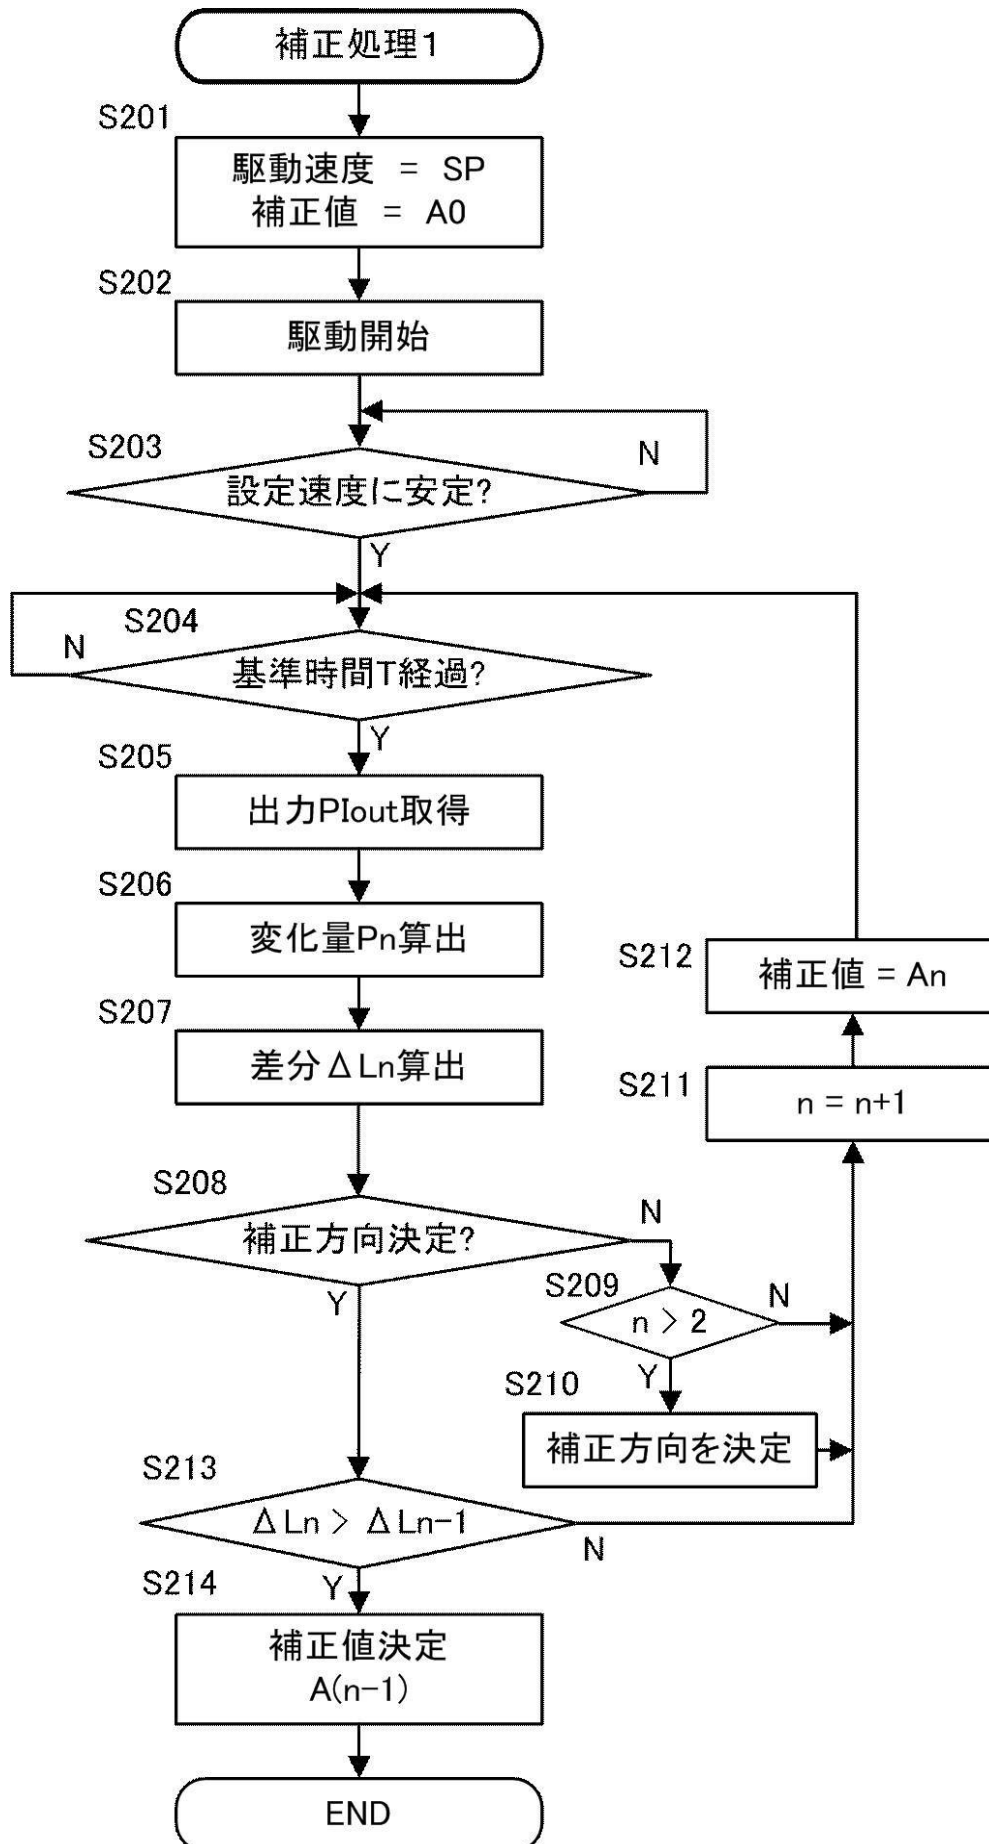 補正処理1
S201
駆動速度 = SP
補正値 = A0
S202
駆動開始
S203
設定速度に安定?
N
Y
S204
基準時間T経過?
N
Y
S205
出力PIout取得
S206
変化量Pn算出
S207
差分ΔLn算出
S208
補正方向決定?
N
Y
S209
n > 2
N
Y
S210
補正方向を決定
S211
n = n+1
S212
補正値 = An
S213
ΔLn > ΔLn-1
N
Y
S214
補正値決定
A(n-1)
END